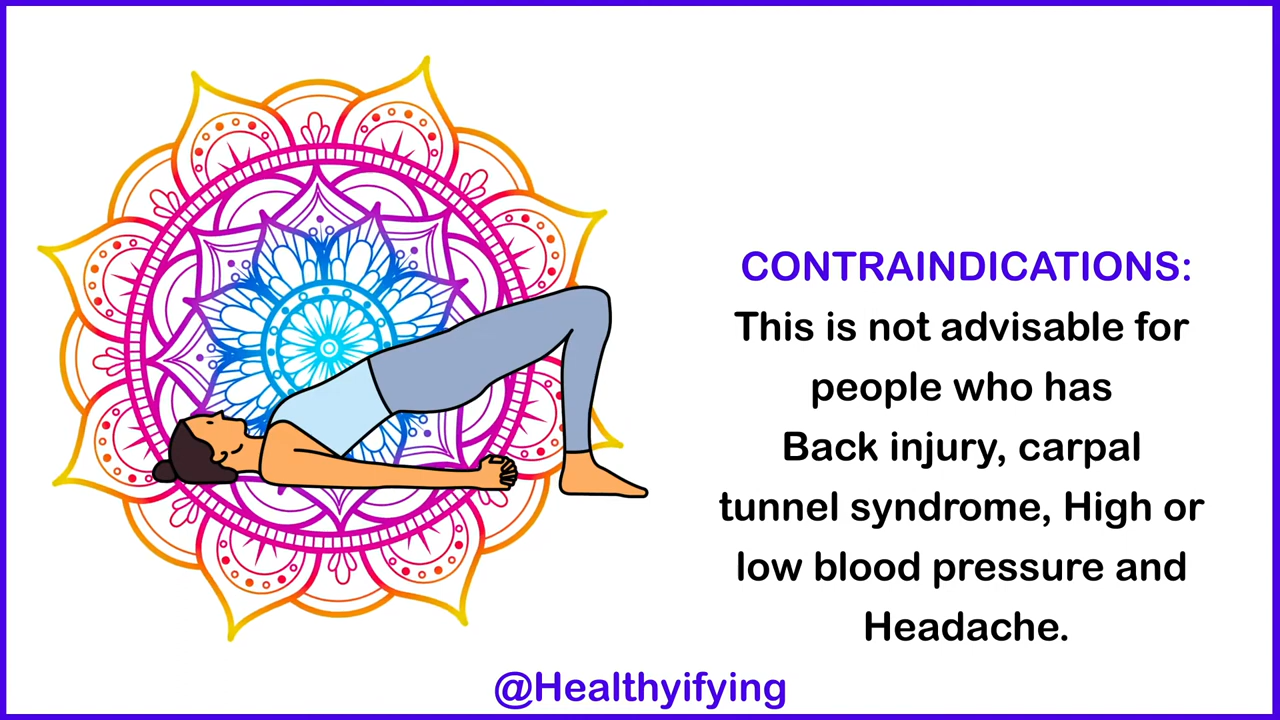 CONTRAINDICATIONS:
This is not advisable for
people who has
Back injury, carpal
tunnel syndrome, High or
low blood pressure and
Headache.
@Healthyifying